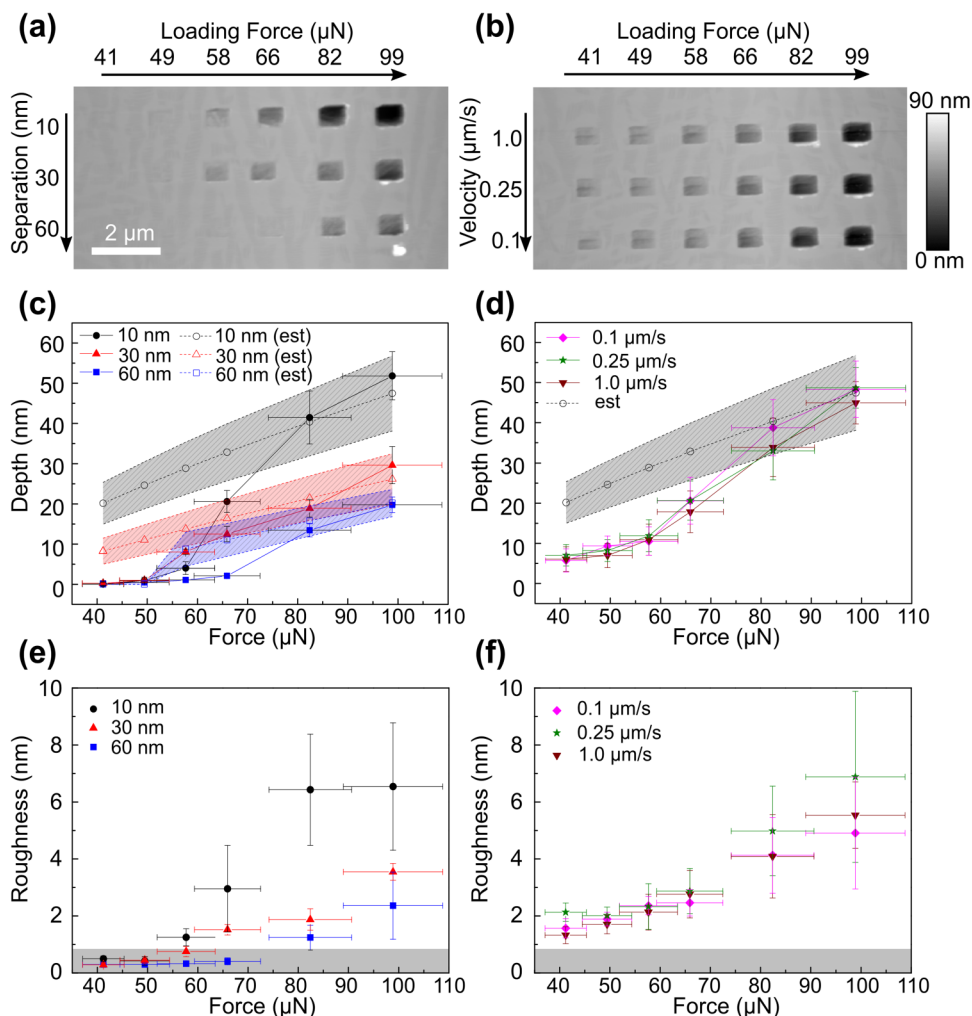 (a)
Loading Force (µN)
41 49 58 66 82 99
Separation (nm)
10
30
60
2 µm
(b)
Loading Force (µN)
41 49 58 66 82 99
Velocity (µm/s)
1.0
0.25
0.1
90 nm
0 nm
(c)
10 nm 10 nm (est)
30 nm 30 nm (est)
60 nm 60 nm (est)
Depth (nm)
60
50
40
30
20
10
0
40 50 60 70 80 90 100 110
Force (µN)
(d)
0.1 µm/s
0.25 µm/s
1.0 µm/s
est
Depth (nm)
60
50
40
30
20
10
0
40 50 60 70 80 90 100 110
Force (µN)
(e)
10 nm
30 nm
60 nm
Roughness (nm)
10
8
6
4
2
0
40 50 60 70 80 90 100 110
Force (µN)
(f)
0.1 µm/s
0.25 µm/s
1.0 µm/s
Roughness (nm)
10
8
6
4
2
0
40 50 60 70 80 90 100 110
Force (µN)